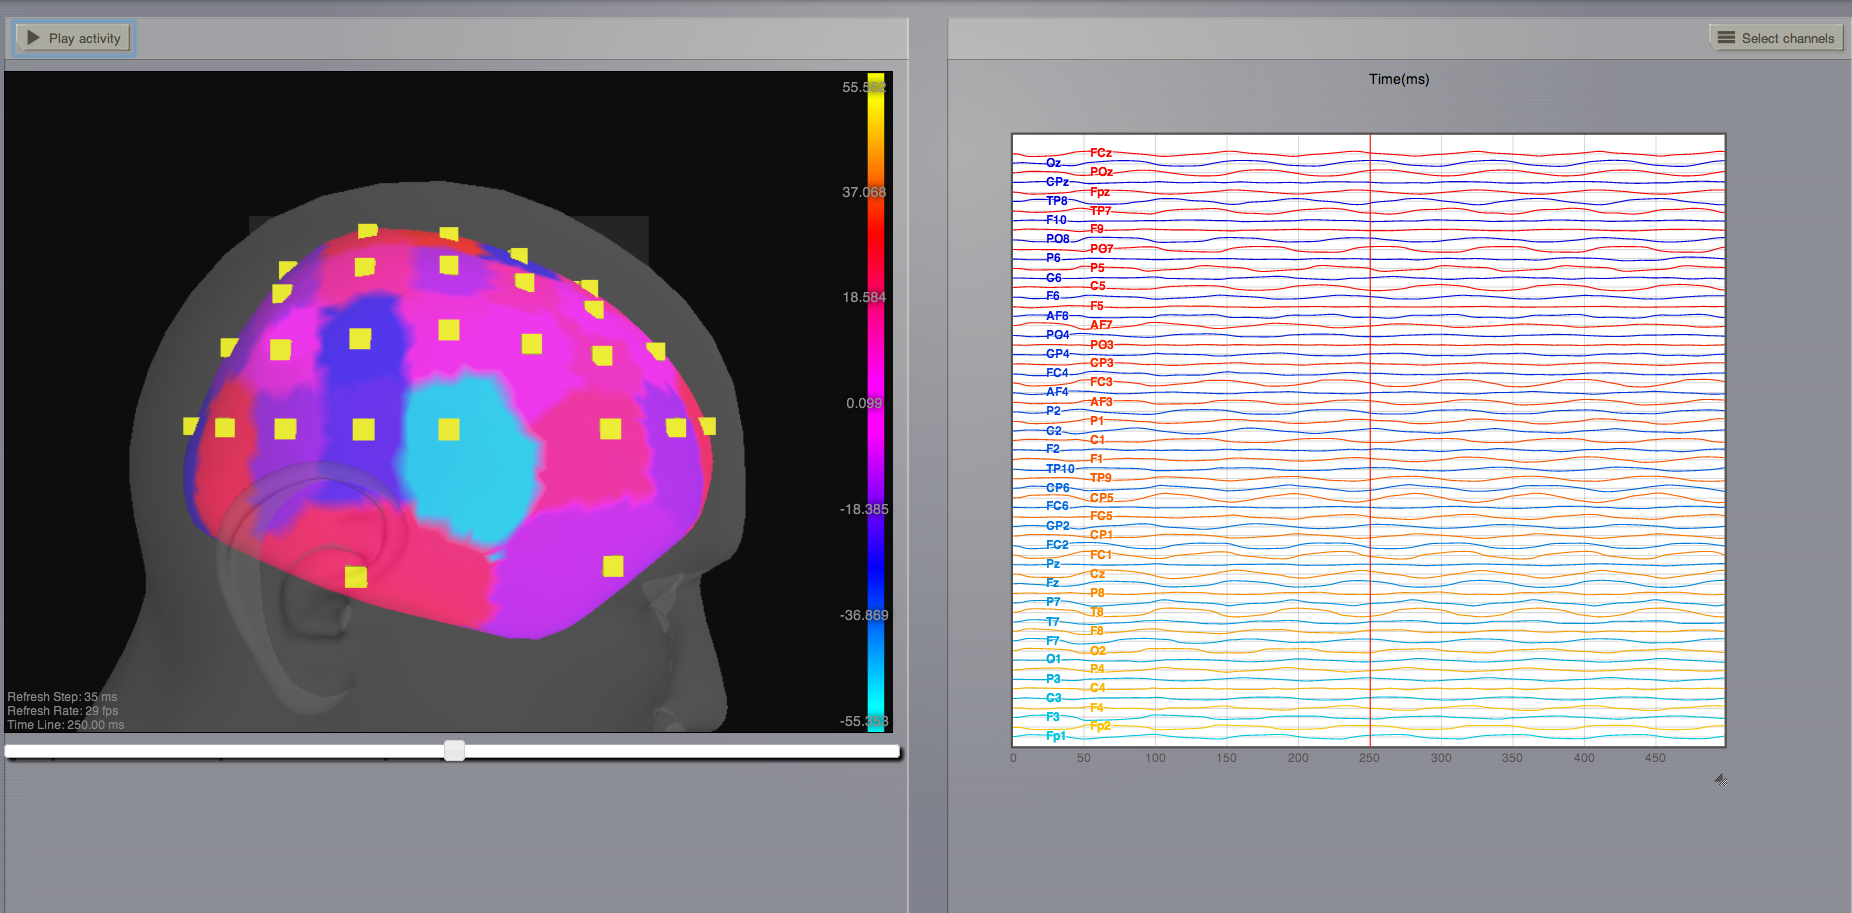 Play activity
55.552
37.068
18.584
0.099
-18.385
-36.869
-55.353
Refresh Step: 35 ms
Refresh Rate: 29 fps
Time Line: 250.00 ms
Select channels
Time(ms)
FCz
Oz
POz
CPz
Fpz
TP8
TP7
F10
F9
PO8
PO7
P6
P5
C6
C5
F6
F5
AF8
AF7
PO4
PO3
CP4
CP3
FC4
FC3
AF4
AF3
P2
P1
C2
C1
F2
F1
TP10
TP9
CP6
CP5
FC6
FC5
CP2
CP1
FC2
FC1
Pz
Cz
Fz
P8
P7
T8
T7
F8
F7
O2
O1
P4
P3
C4
C3
F4
F3
Fp2
Fp1
0 50 100 150 200 250 300 350 400 450